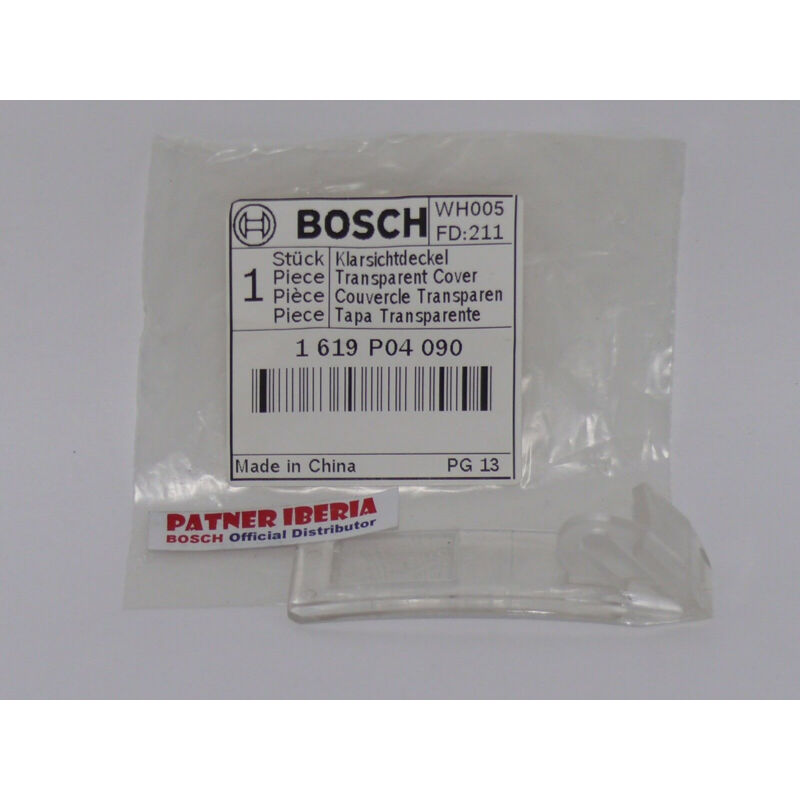 BOSCH
WH005
FD:211
1
Stück Klarsichtdeckel
Piece Transparent Cover
Pièce Couvercle Transparen
Piece Tapa Transparente
1 619 P04 090
Made in China PG 13
PATNER IBERIA
BOSCH Official Distributor